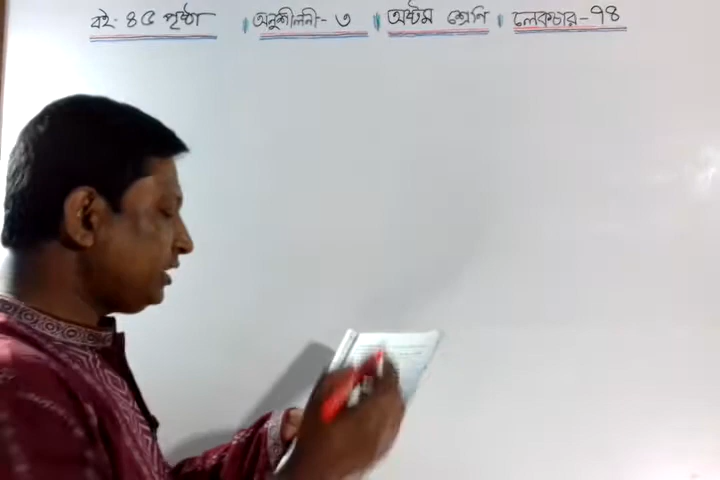 বই- ৪৫ পৃষ্ঠা অনুশীলনী- ৩ অষ্টম শ্রেণি লেকচার-৭৪